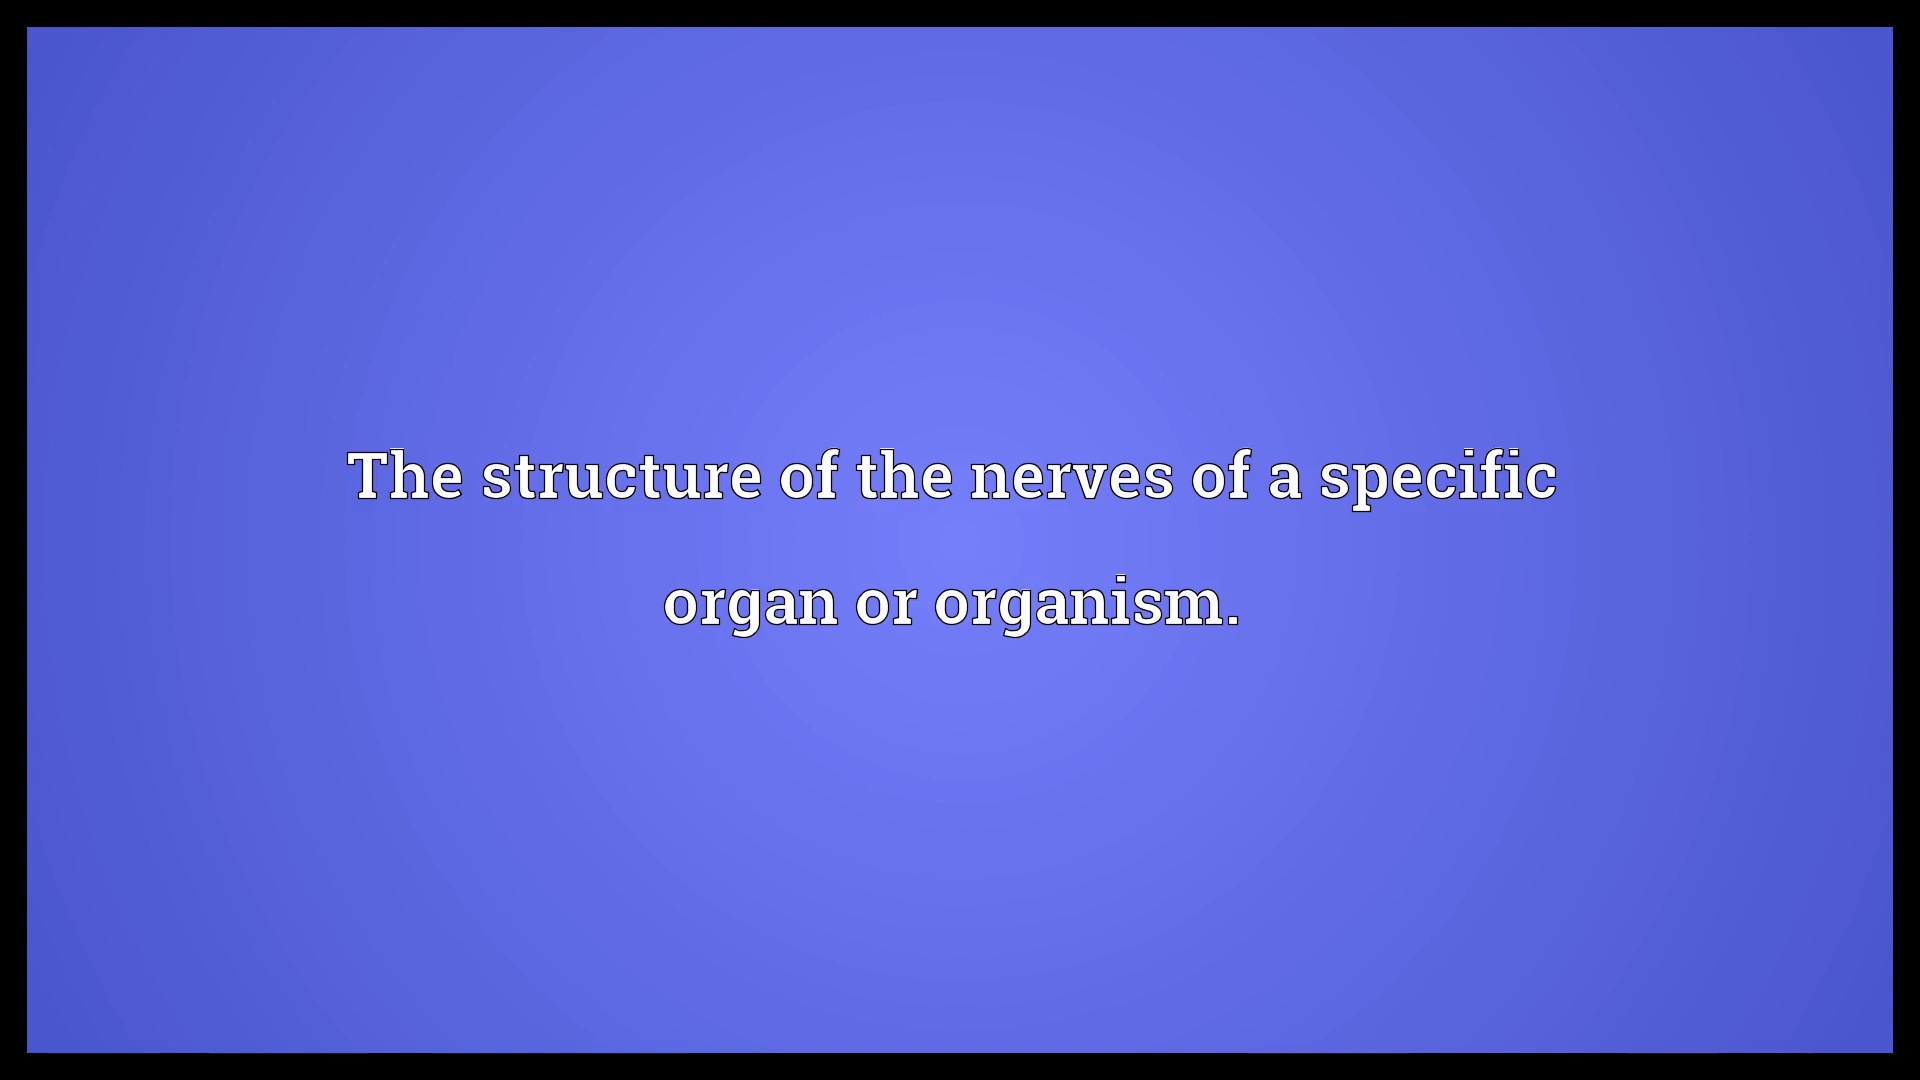 The structure of the nerves of a specific
organ or organism.